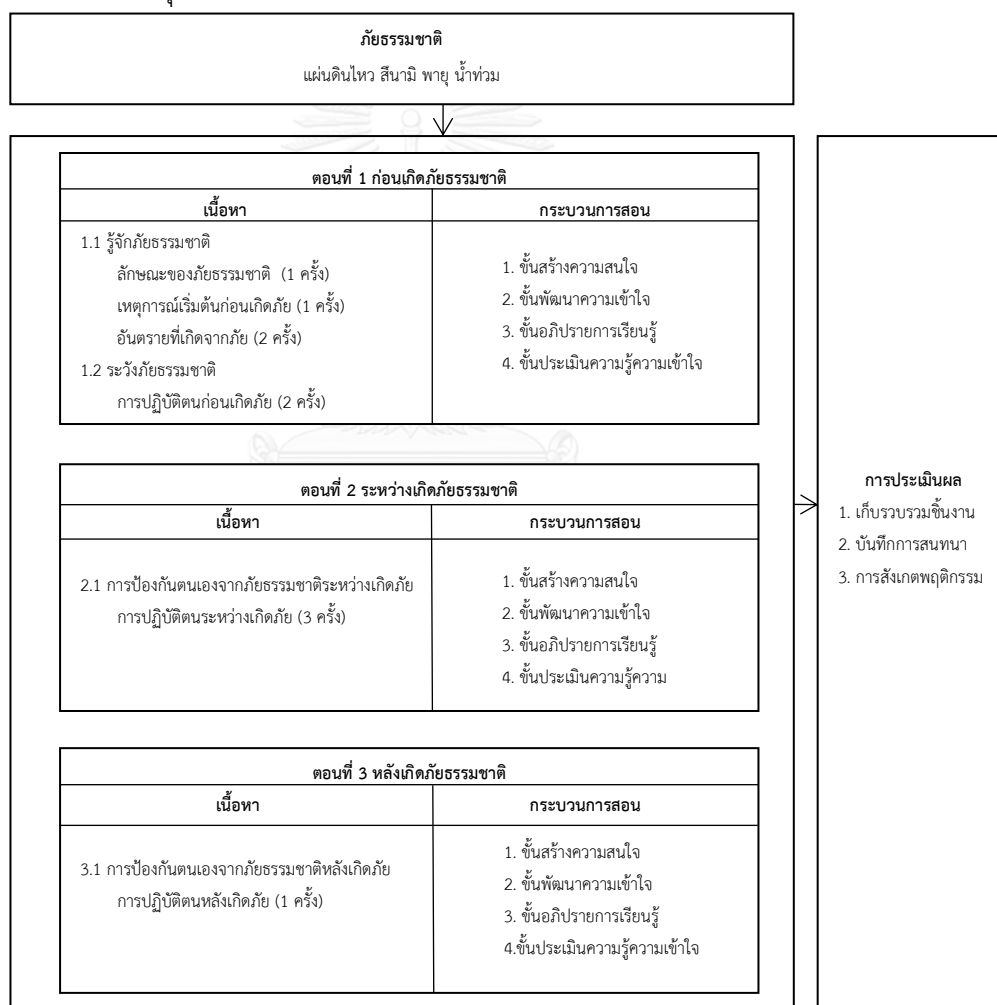 ภัยธรรมชาติ
แผ่นดินไหว สึนามิ พายุ น้ำท่วม
ตอนที่ 1 ก่อนเกิดภัยธรรมชาติ
เนื้อหา
กระบวนการสอน
1.1 รู้จักภัยธรรมชาติ
ลักษณะของภัยธรรมชาติ (1 ครั้ง)
เหตุการณ์เริ่มต้นก่อนเกิดภัย (1 ครั้ง)
อันตรายที่เกิดจากภัย (2 ครั้ง)
1.2 ระวังภัยธรรมชาติ
การปฏิบัติตนก่อนเกิดภัย (2 ครั้ง)
1. ขั้นสร้างความสนใจ
2. ขั้นพัฒนาความเข้าใจ
3. ขั้นอภิปรายการเรียนรู้
4. ขั้นประเมินความรู้ความเข้าใจ
ตอนที่ 2 ระหว่างเกิดภัยธรรมชาติ
เนื้อหา
กระบวนการสอน
2.1 การป้องกันตนเองจากภัยธรรมชาติระหว่างเกิดภัย
การปฏิบัติตนระหว่างเกิดภัย (3 ครั้ง)
1. ขั้นสร้างความสนใจ
2. ขั้นพัฒนาความเข้าใจ
3. ขั้นอภิปรายการเรียนรู้
4. ขั้นประเมินความรู้ความ
ตอนที่ 3 หลังเกิดภัยธรรมชาติ
เนื้อหา
กระบวนการสอน
3.1 การป้องกันตนเองจากภัยธรรมชาติหลังเกิดภัย
การปฏิบัติตนหลังเกิดภัย (1 ครั้ง)
1. ขั้นสร้างความสนใจ
2. ขั้นพัฒนาความเข้าใจ
3. ขั้นอภิปรายการเรียนรู้
4.ขั้นประเมินความรู้ความเข้าใจ
การประเมินผล
1. เก็บรวบรวมชิ้นงาน
2. บันทึกการสนทนา
3. การสังเกตพฤติกรรม